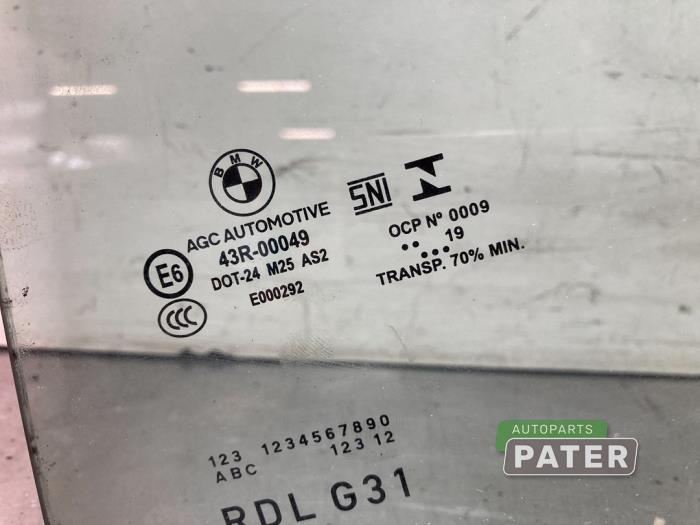 BMW
AGC AUTOMOTIVE
43R-00049
DOT-24 M25 AS2
E000292
E6
CCC
SNI
OCP Nº 0009
.. 19 ...
TRANSP. 70% MIN.
123 1234567890
ABC 123 12
RDL G31
AUTOPARTS
PATER